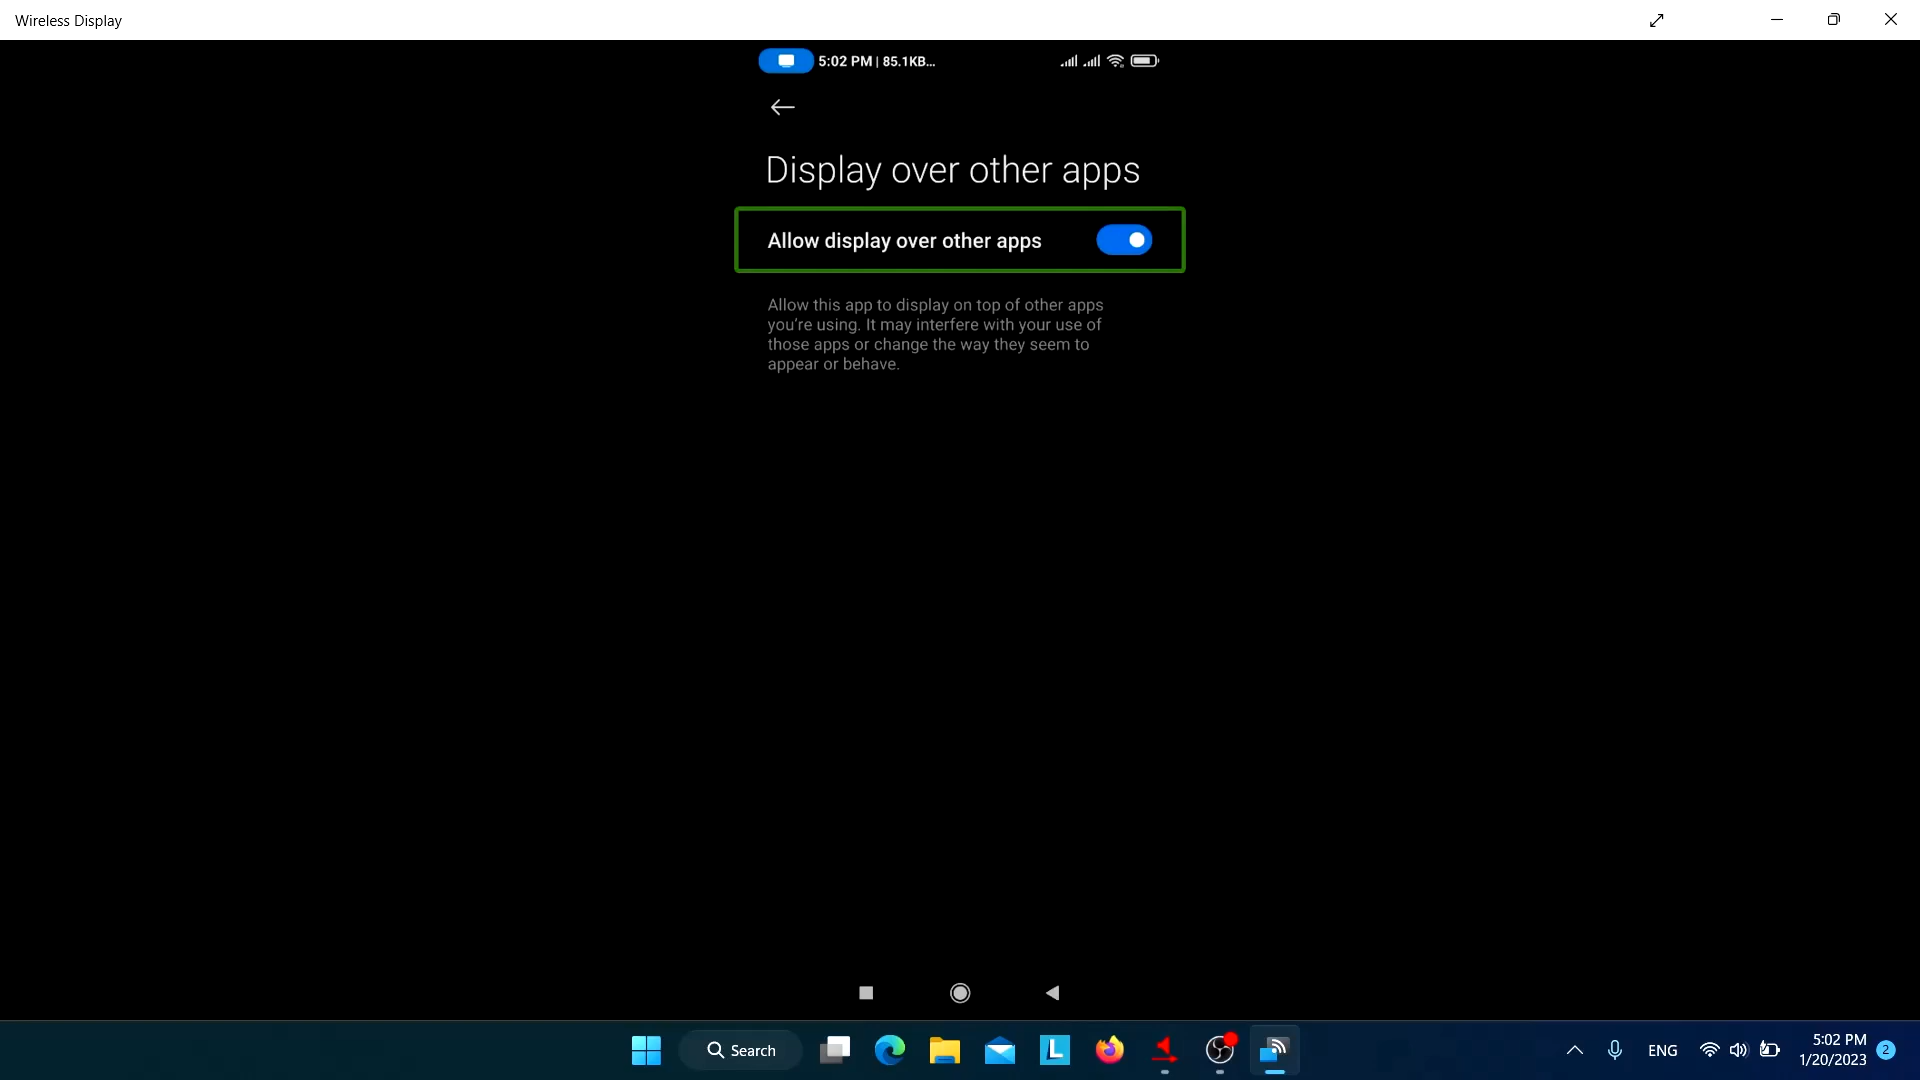 Wireless Display
5:02 PM | 85.1KB...
Display over other apps
Allow display over other apps
Allow this app to display on top of other apps
you're using. It may interfere with your use of
those apps or change the way they seem to
appear or behave.
Search
L
ENG
5:02 PM
1/20/2023
2